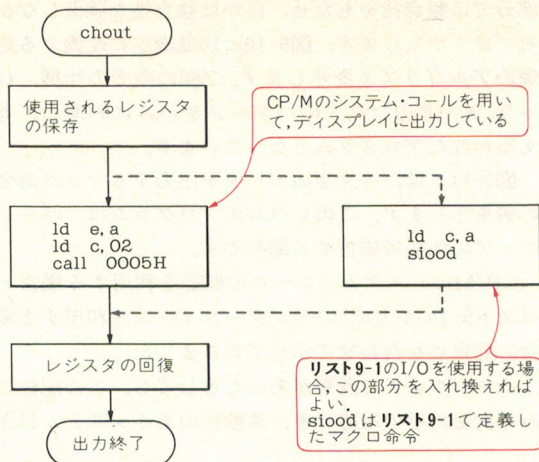 chout
使用されるレジスタ
の保存
CP/Mのシステム・コールを用い
て,ディスプレイに出力している
ld e,a
ld c,02
call 0005H
ld c,a
siood
レジスタの回復
出力終了
リスト9-1のI/Oを使用する場
合,この部分を入れ換えれば
よい.
sioodはリスト9-1で定義し
たマクロ命令